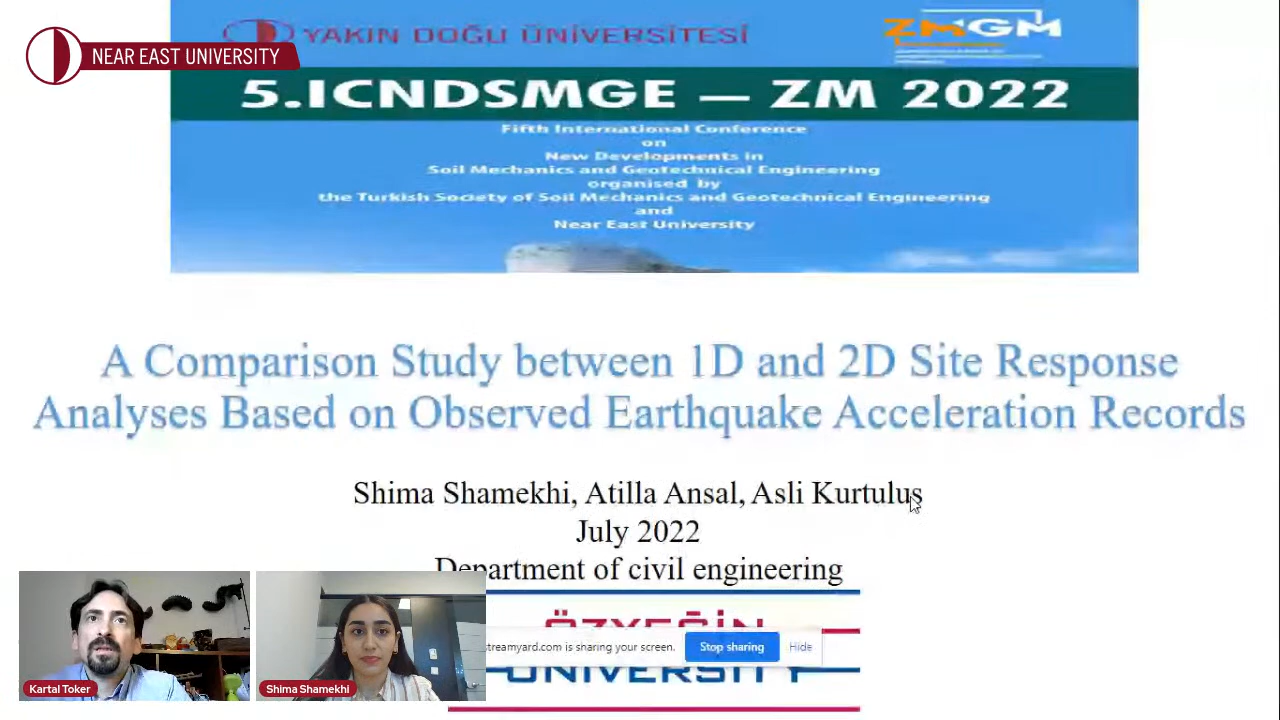 NEAR EAST UNIVERSITY
YAKIN DOĞU ÜNİVERSİTESİ
ZMGM
5.ICNDSMGE – ZM 2022
Fifth International Conference
on
New Developments in
Soil Mechanics and Geotechnical Engineering
organised by
the Turkish Society of Soil Mechanics and Geotechnical Engineering
and
Near East University
A Comparison Study between 1D and 2D Site Response
Analyses Based on Observed Earthquake Acceleration Records
Shima Shamekhi, Atilla Ansal, Asli Kurtulus
July 2022
Department of civil engineering
ÖZYEĞİN
streamyard.com is sharing your screen.
Stop sharing
Hide
UNIVERSITY
Kartal Toker
Shima Shamekhi